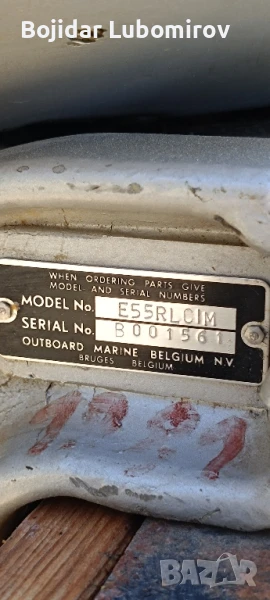 Bojidar Lubomirov
WHEN ORDERING PARTS GIVE
MODEL AND SERIAL NUMBERS
MODEL No. E55RLCIM
SERIAL No. B001561
OUTBOARD MARINE BELGIUM N.V.
BRUGES BELGIUM
bazar